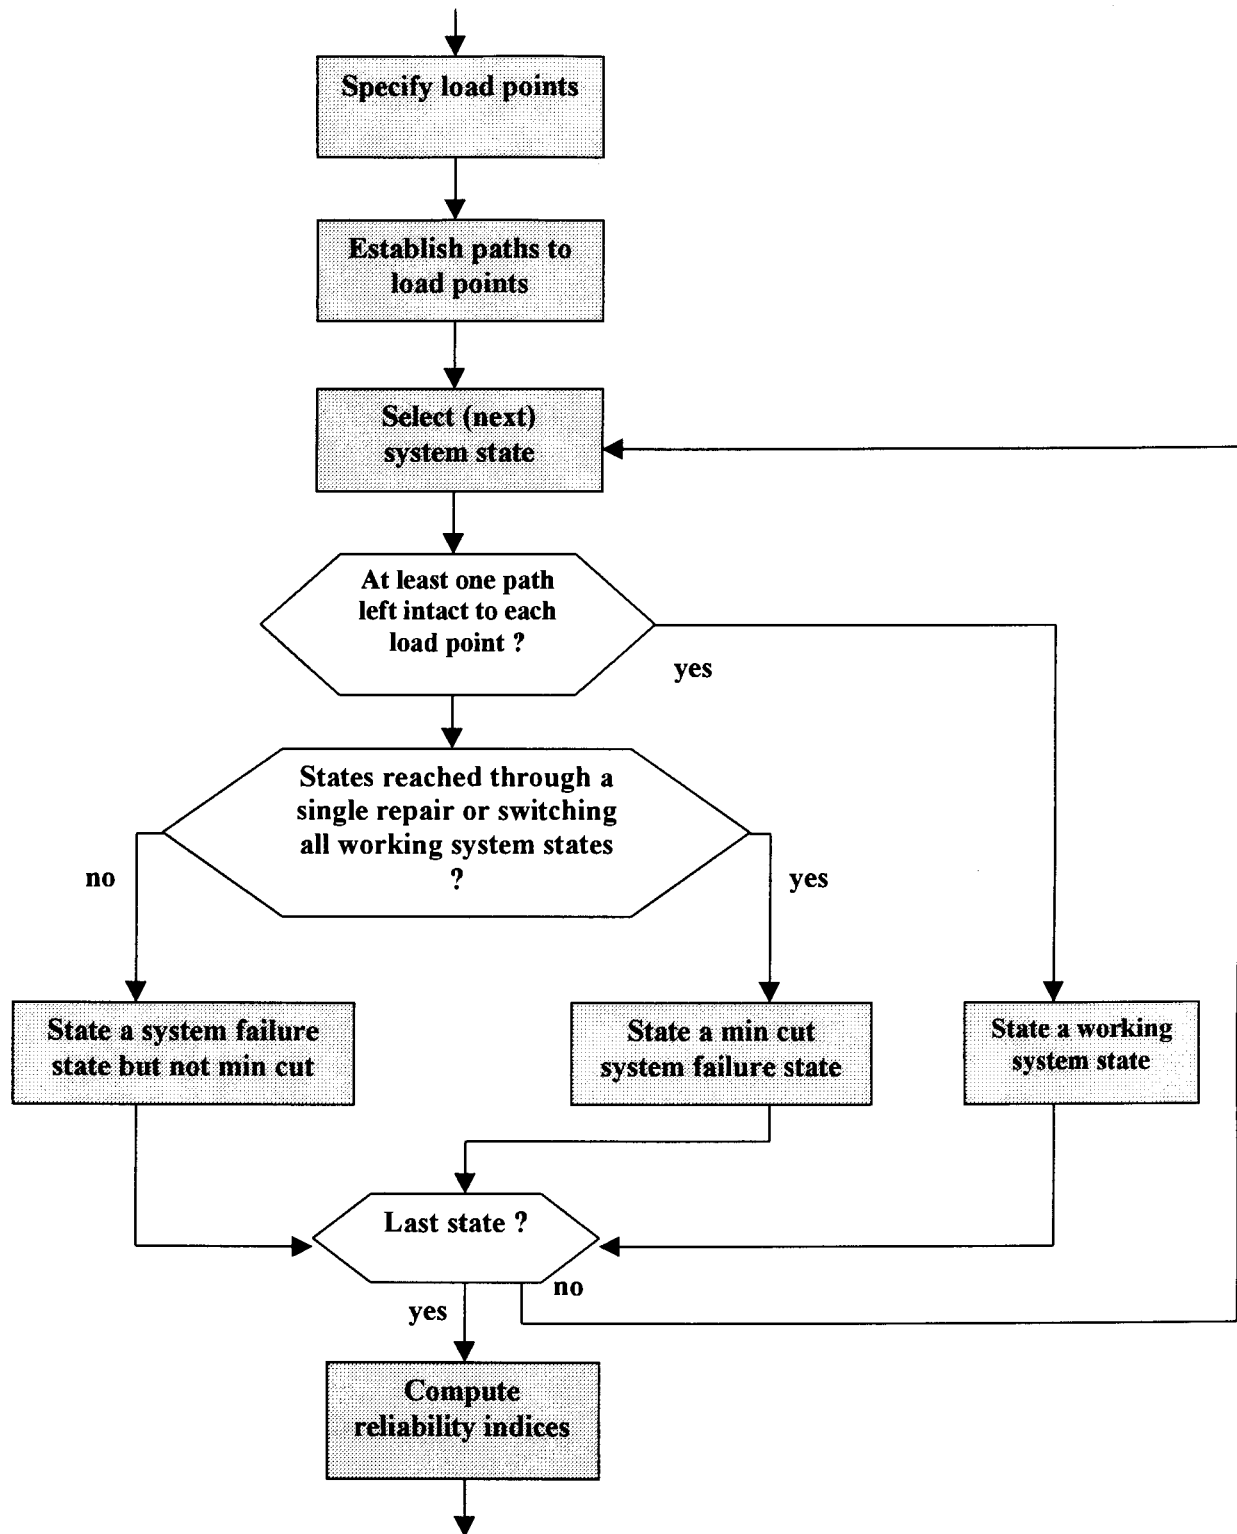 Specify load points
Establish paths to
load points
Select (next)
system state
At least one path
left intact to each
load point ?
yes
States reached through a
single repair or switching
all working system states
?
no
yes
State a system failure
state but not min cut
State a min cut
system failure state
State a working
system state
Last state ?
no
yes
Compute
reliability indices